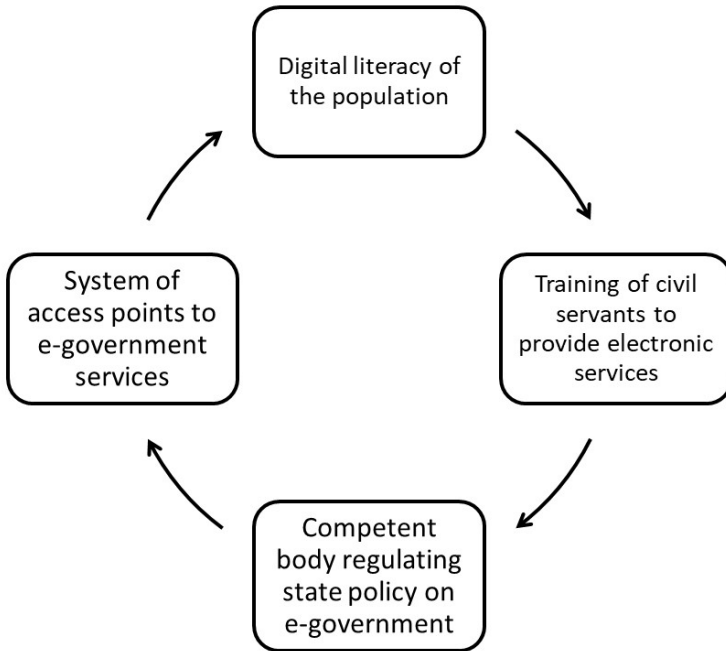 Digital literacy of
the population
Training of civil
servants to
provide electronic
services
Competent
body regulating
state policy on
e-government
System of
access points to
e-government
services